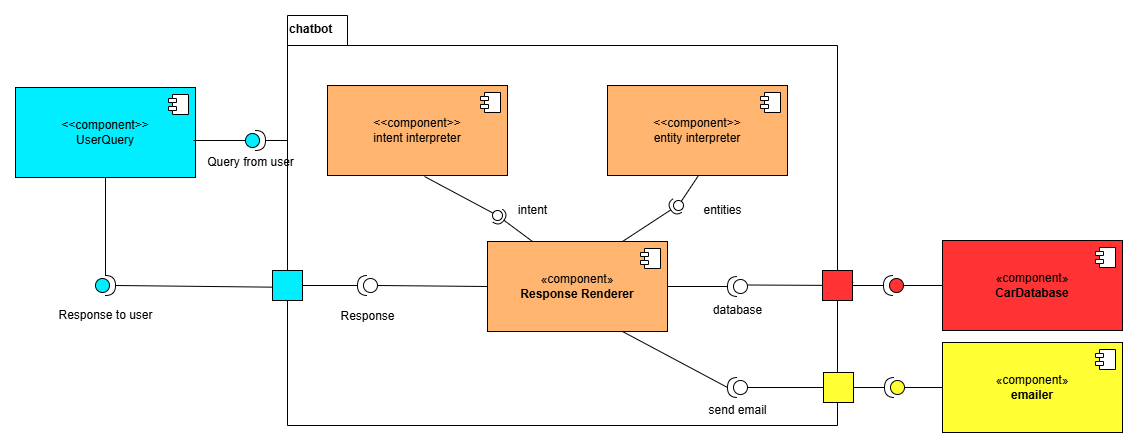 chatbot
<<component>>
UserQuery
<<component>>
intent interpreter
<<component>>
entity interpreter
Query from user
intent
entities
«component»
Response Renderer
«component»
CarDatabase
Response to user
Response
database
«component»
emailer
send email